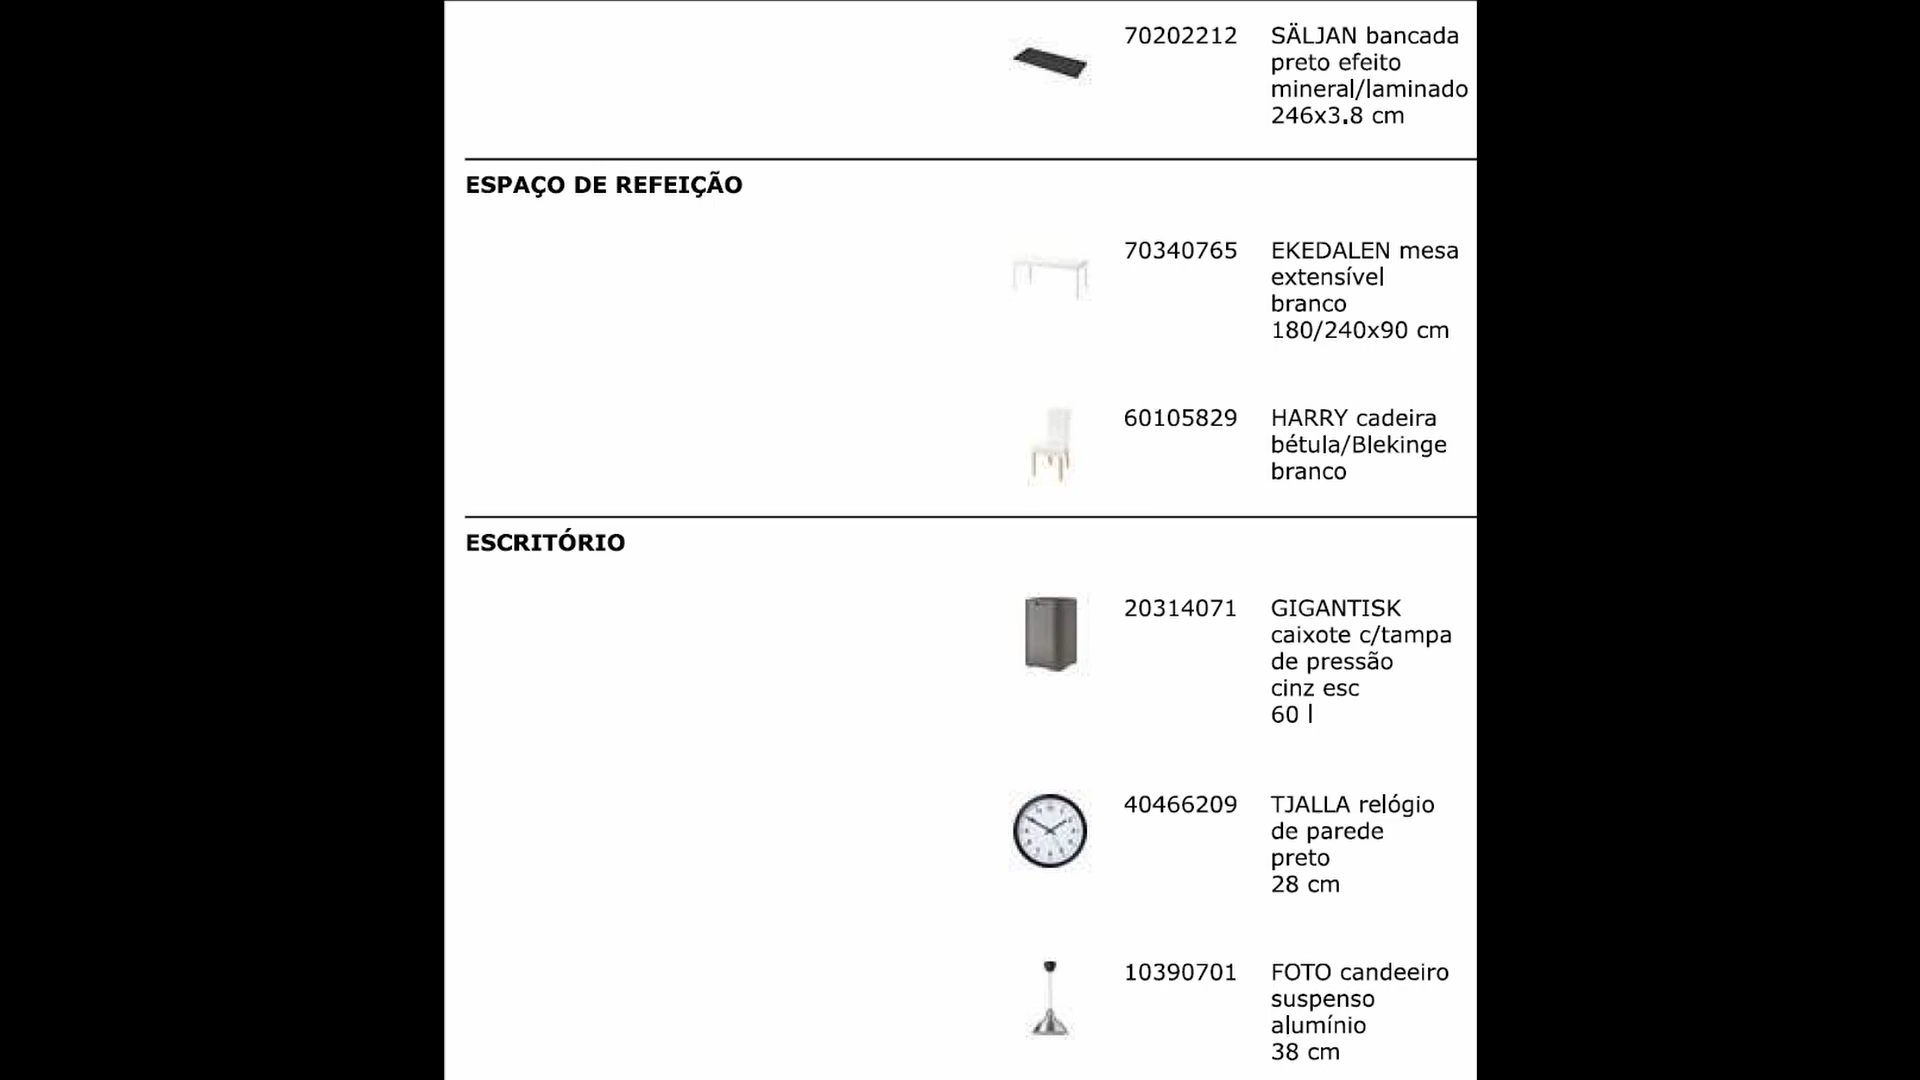 70202212 SÄLJAN bancada
preto efeito
mineral/laminado
246x3.8 cm
ESPAÇO DE REFEIÇÃO
70340765 EKEDALEN mesa
extensível
branco
180/240x90 cm
60105829 HARRY cadeira
bétula/Blekinge
branco
ESCRITÓRIO
20314071 GIGANTISK
caixote c/tampa
de pressão
cinz esc
60 l
40466209 TJALLA relógio
de parede
preto
28 cm
10390701 FOTO candeeiro
suspenso
alumínio
38 cm